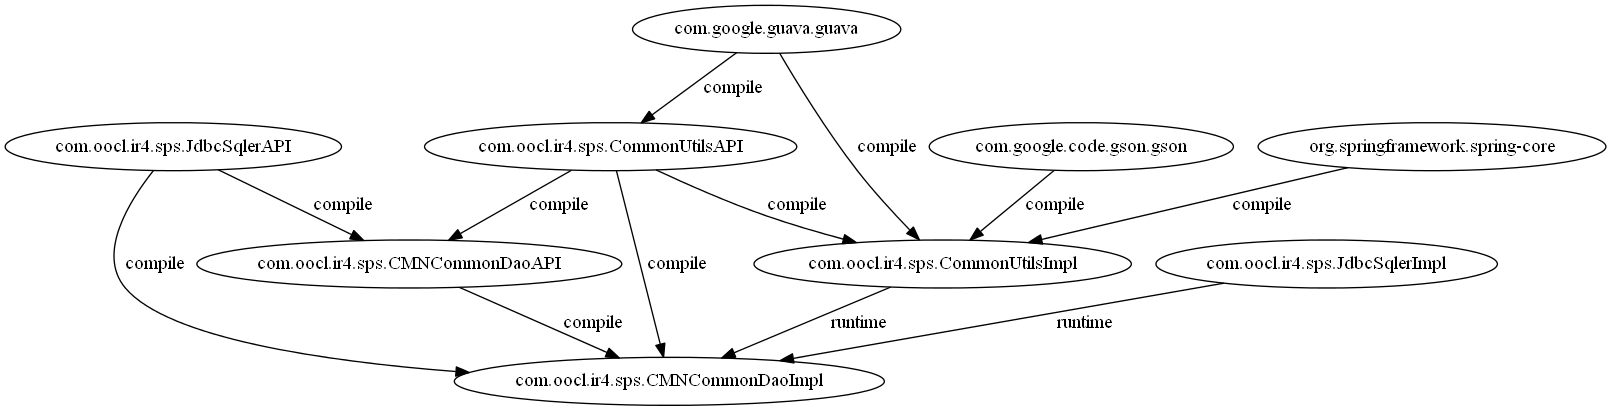 com.google.guava.guava
compile
com.oocl.ir4.sps.JdbcSqlerAPI
com.oocl.ir4.sps.CommonUtilsAPI
compile
com.google.code.gson.gson
org.springframework.spring-core
compile
compile
compile
compile
compile
compile
com.oocl.ir4.sps.CMNCommonDaoAPI
compile
com.oocl.ir4.sps.CommonUtilsImpl
com.oocl.ir4.sps.JdbcSqlerImpl
compile
runtime
runtime
com.oocl.ir4.sps.CMNCommonDaoImpl